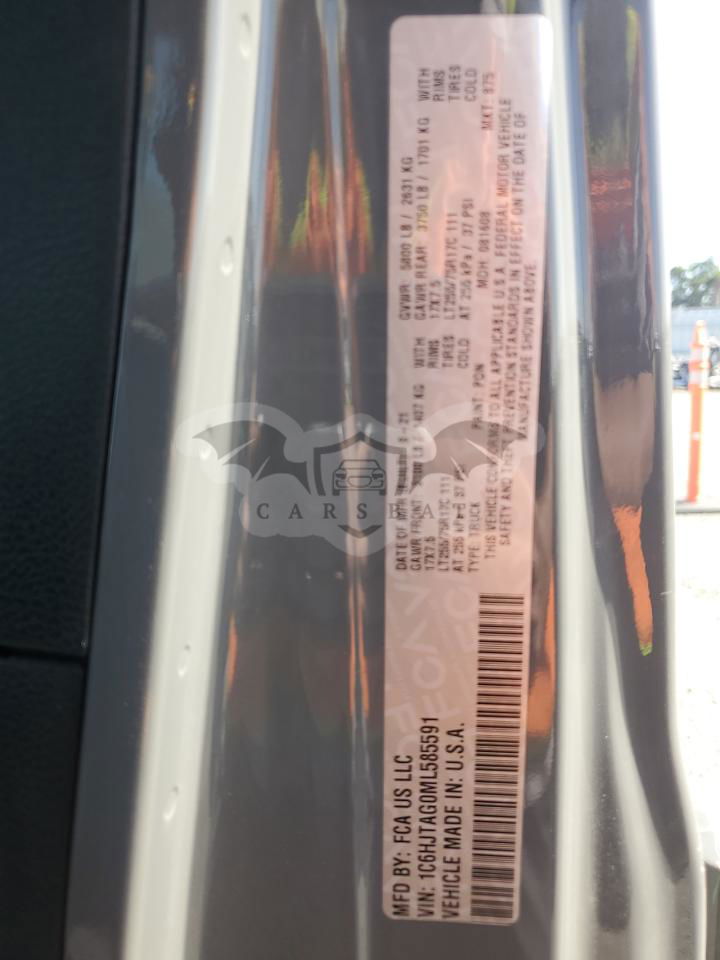 MFD BY: FCA US LLC
VIN: 1C6HJTAG0ML585591
VEHICLE MADE IN: U.S.A.
DATE OF MFR 21 GVWR 5800 LB / 2631 KG
GAWR FRONT KG WITH GAWR REAR 3750 LB / 1701 KG WITH
17X7.5 RIMS 17X7.5 RIMS
LT255/75R17C 111 TIRES LT255/75R17C 111 TIRES
AT 255 kPa / 37 PSI COLD AT 255 kPa / 37 PSI COLD
TYPE: TRUCK PAINT: PDN MDH: 081608 MXT: 875
THIS VEHICLE CONFORMS TO ALL APPLICABLE U.S.A. FEDERAL MOTOR VEHICLE
SAFETY AND THEFT PREVENTION STANDARDS IN EFFECT ON THE DATE OF
MANUFACTURE SHOWN ABOVE.